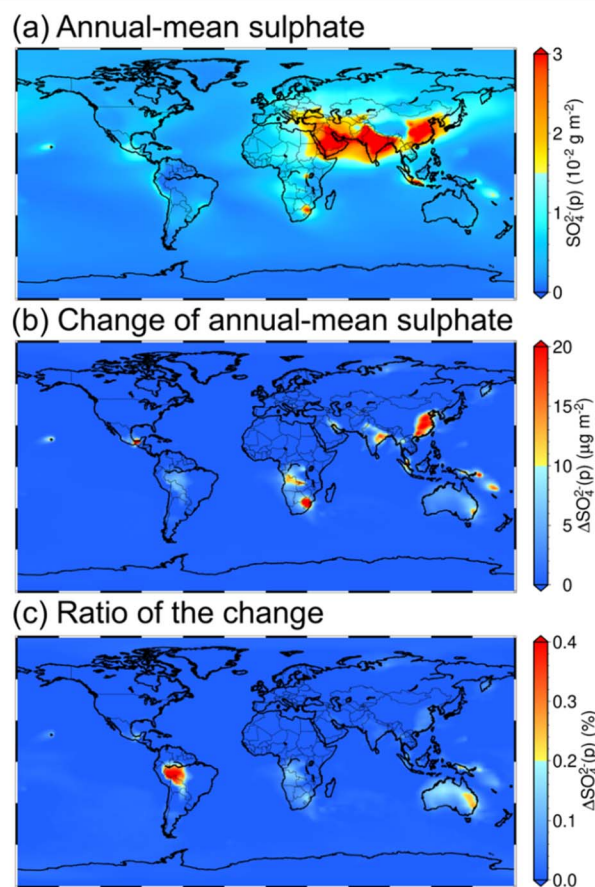 (a) Annual-mean sulphate
3
2
1
0
SO₄²⁻(p) (10⁻² g m⁻²)
(b) Change of annual-mean sulphate
20
15
10
5
0
ΔSO₄²⁻(p) (µg m⁻²)
(c) Ratio of the change
0.4
0.3
0.2
0.1
0.0
ΔSO₄²⁻(p) (%)